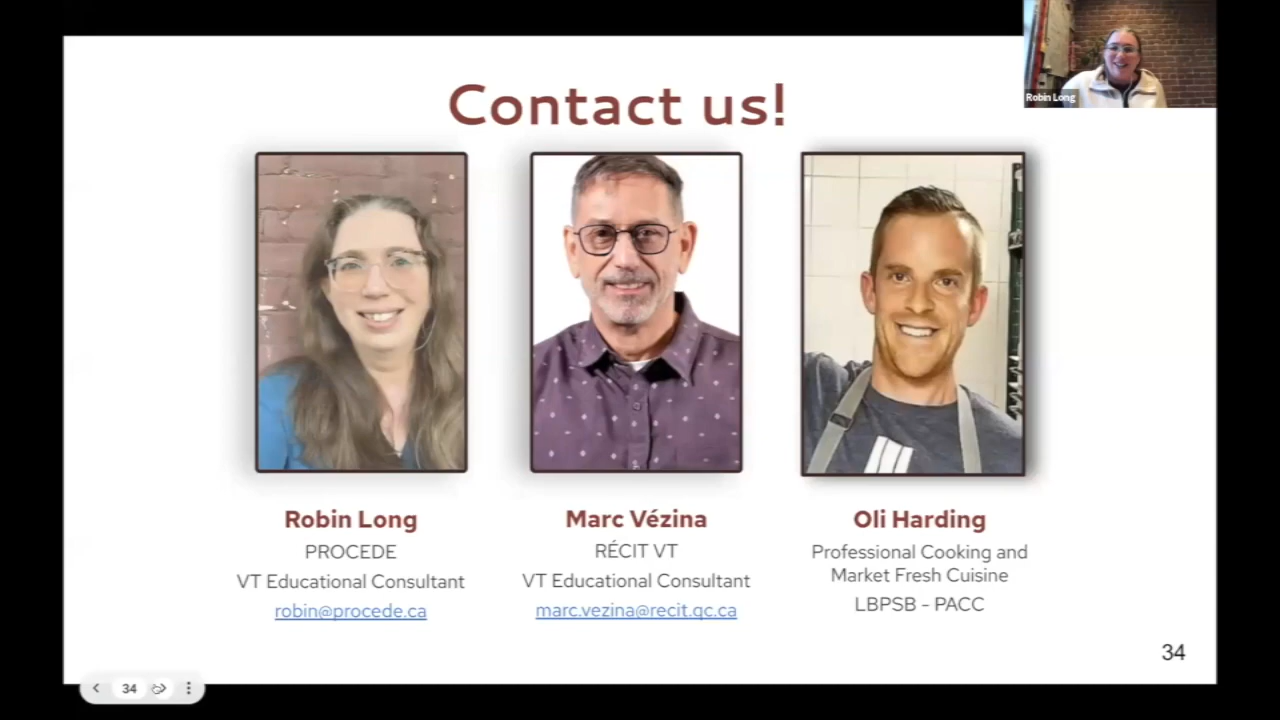 Contact us!
Robin Long
Robin Long
PROCEDE
VT Educational Consultant
robin@procede.ca
Marc Vézina
RÉCIT VT
VT Educational Consultant
marc.vezina@recit.qc.ca
Oli Harding
Professional Cooking and
Market Fresh Cuisine
LBPSB - PACC
34
34